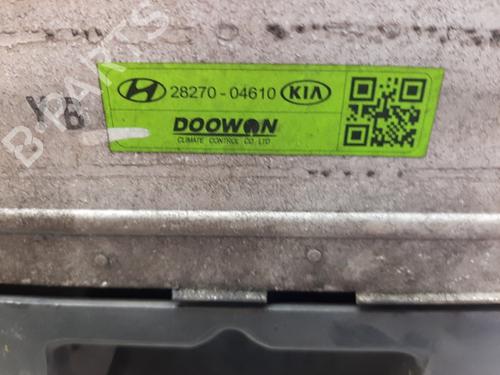 28270 - 04610 KIA
YB
DOOWON
CLIMATE CONTROL CO LTD
B-PARTS